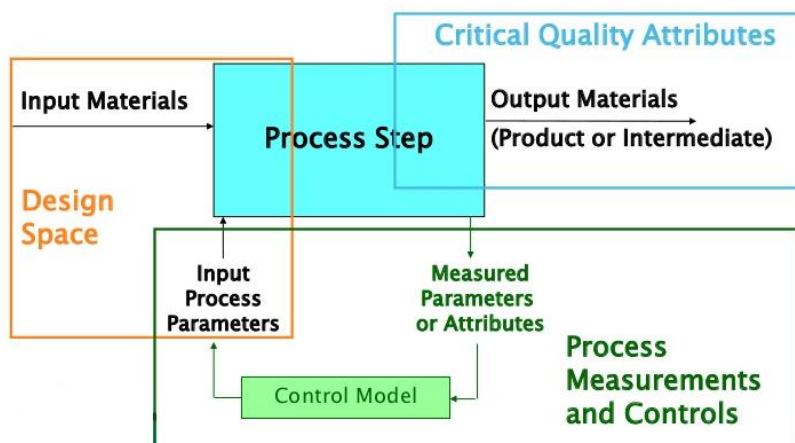 Critical Quality Attributes
Input Materials
Process Step
Output Materials
(Product or Intermediate)
Design
Space
Input
Process
Parameters
Measured
Parameters
or Attributes
Control Model
Process
Measurements
and Controls